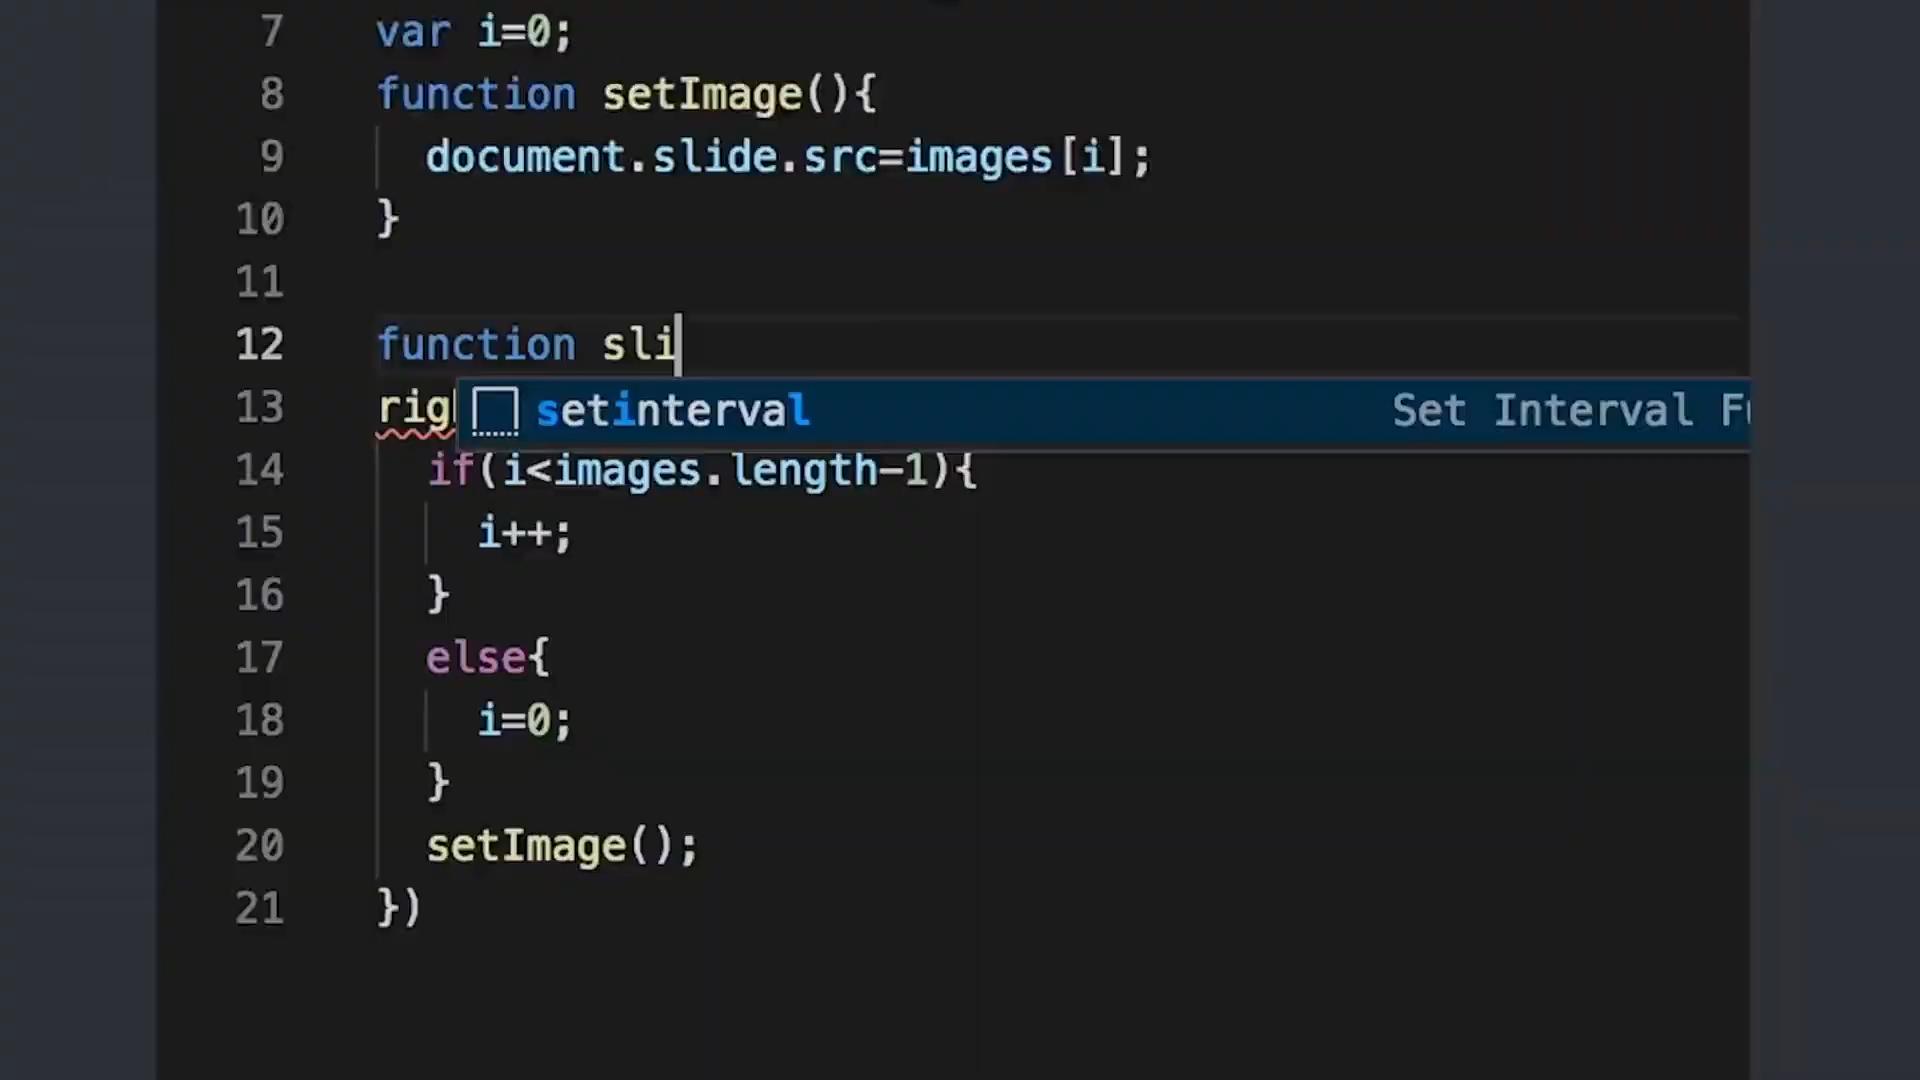 7 var i=0;
8 function setImage(){
9 document.slide.src=images[i];
10 }
11
12 function sli
13 rig
setinterval Set Interval Fu
14 if(i<images.length-1){
15 i++;
16 }
17 else{
18 i=0;
19 }
20 setImage();
21 })